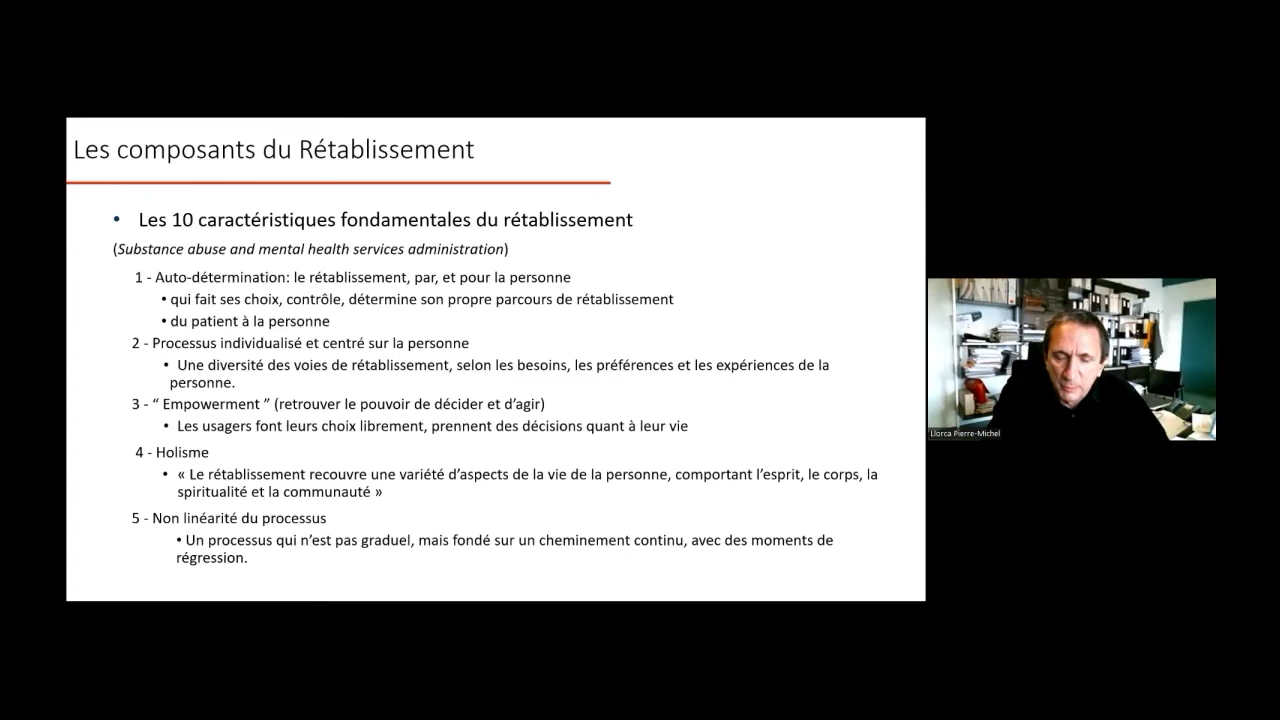 Les composants du Rétablissement
• Les 10 caractéristiques fondamentales du rétablissement
(Substance abuse and mental health services administration)
1 - Auto-détermination: le rétablissement, par, et pour la personne
• qui fait ses choix, contrôle, détermine son propre parcours de rétablissement
• du patient à la personne
2 - Processus individualisé et centré sur la personne
• Une diversité des voies de rétablissement, selon les besoins, les préférences et les expériences de la
personne.
3 - “ Empowerment ” (retrouver le pouvoir de décider et d’agir)
• Les usagers font leurs choix librement, prennent des décisions quant à leur vie
4 - Holisme
• « Le rétablissement recouvre une variété d’aspects de la vie de la personne, comportant l’esprit, le corps, la
spiritualité et la communauté »
5 - Non linéarité du processus
• Un processus qui n’est pas graduel, mais fondé sur un cheminement continu, avec des moments de
régression.
Llorca Pierre-Michel